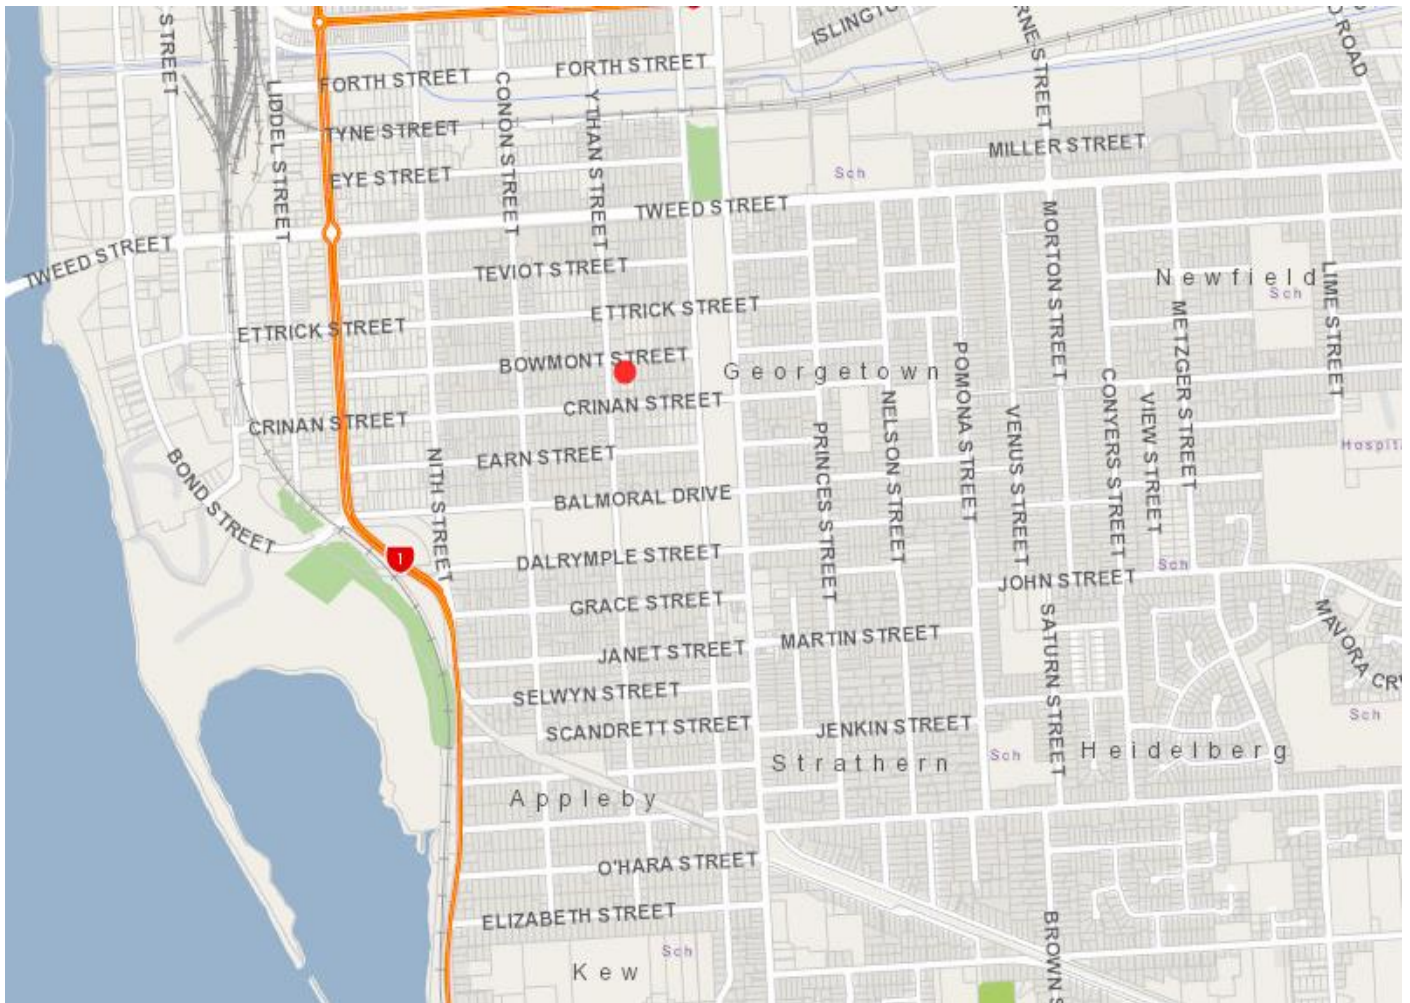 STREET
ISLINGTON
RNE STREET
ROAD
FORTH STREET
FORTH STREET
LIDDEL STREET
CONON STREET
YTHAN STREET
TYNE STREET
MILLER STREET
EYE STREET
Sch
TWEED STREET
TWEED STREET
MORTON STREET
TEVIOT STREET
Newfield
Sch
LIME STREET
ETTRICK STREET
ETTRICK STREET
METZGER STREET
BOWMONT STREET
Georgetown
POMONA STREET
CONYERS STREET
VIEW STREET
CRINAN STREET
CRINAN STREET
NELSON STREET
VENUS STREET
PRINCES STREET
Hospita
BOND STREET
NITH STREET
EARN STREET
BALMORAL DRIVE
1
DALRYMPLE STREET
Sch
JOHN STREET
GRACE STREET
SATURN STREET
MAVORA CR
MARTIN STREET
JANET STREET
SELWYN STREET
Sch
SCANDRETT STREET
JENKIN STREET
Sch
Heidelberg
Strathern
Appleby
O'HARA STREET
ELIZABETH STREET
BROWN S
Sch
Kew